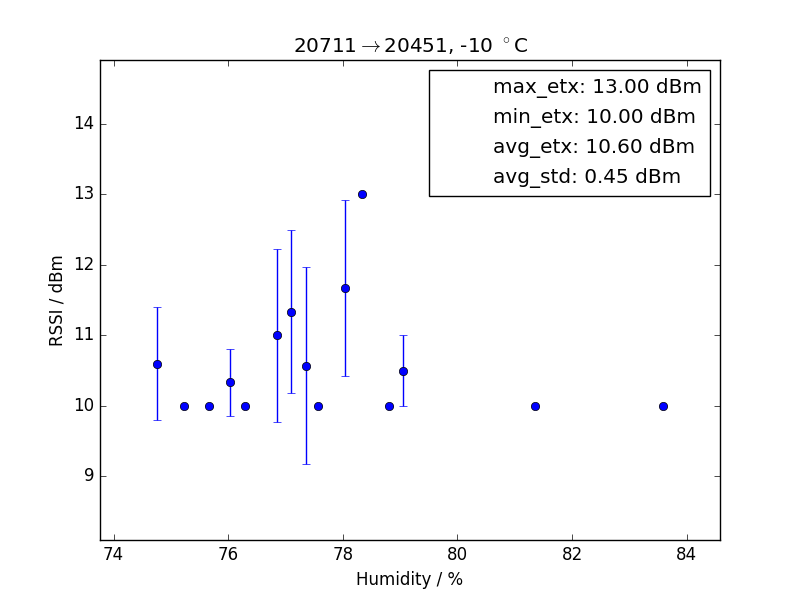 20711→20451, -10 °C
max_etx: 13.00 dBm
min_etx: 10.00 dBm
avg_etx: 10.60 dBm
avg_std: 0.45 dBm
RSSI / dBm
14
13
12
11
10
9
74 76 78 80 82 84
Humidity / %